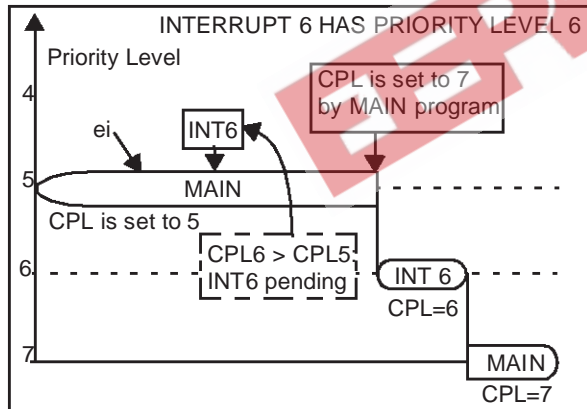 INTERRUPT 6 HAS PRIORITY LEVEL 6
Priority Level
4
CPL is set to 7
by MAIN program
ei
INT6
5
MAIN
CPL is set to 5
CPL6 > CPL5:
INT6 pending
6
INT 6
CPL=6
7
MAIN
CPL=7